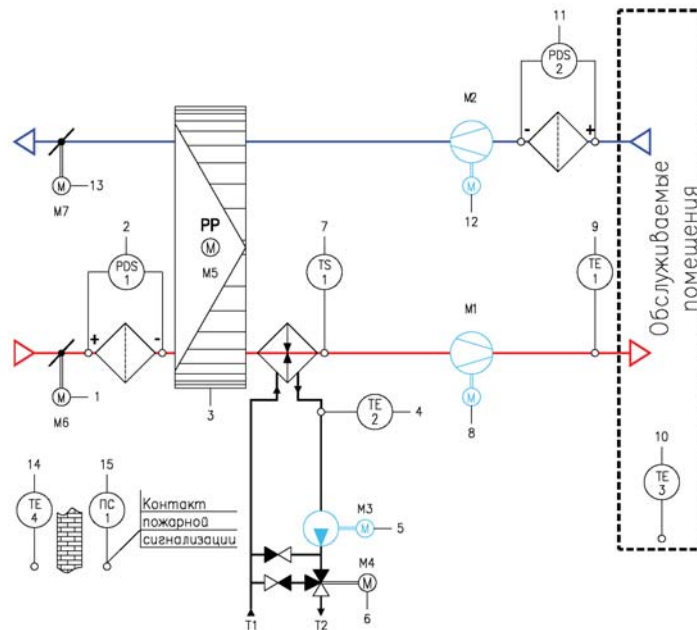 11
PDS
2
M2
-
+
M
13
M7
12
M
2
PDS
1
PP
M
M5
7
TS
1
9
TE
1
Обслуживаемые
помещения
M1
+
-
M
1
M6
3
M
8
TE
2
4
10
TE
3
14
TE
4
15
ПС
1
Контакт
пожарной
сигнализации
M3
M
5
M4
M
6
T1
T2